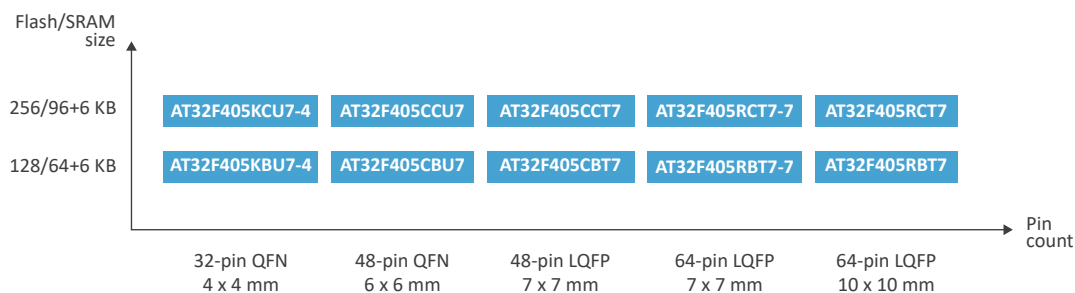 Flash/SRAM
size
256/96+6 KB
AT32F405KCU7-4 AT32F405CCU7 AT32F405CCT7 AT32F405RCT7-7 AT32F405RCT7
128/64+6 KB
AT32F405KBU7-4 AT32F405CBU7 AT32F405CBT7 AT32F405RBT7-7 AT32F405RBT7
Pin
count
32-pin QFN 48-pin QFN 48-pin LQFP 64-pin LQFP 64-pin LQFP
4 x 4 mm 6 x 6 mm 7 x 7 mm 7 x 7 mm 10 x 10 mm